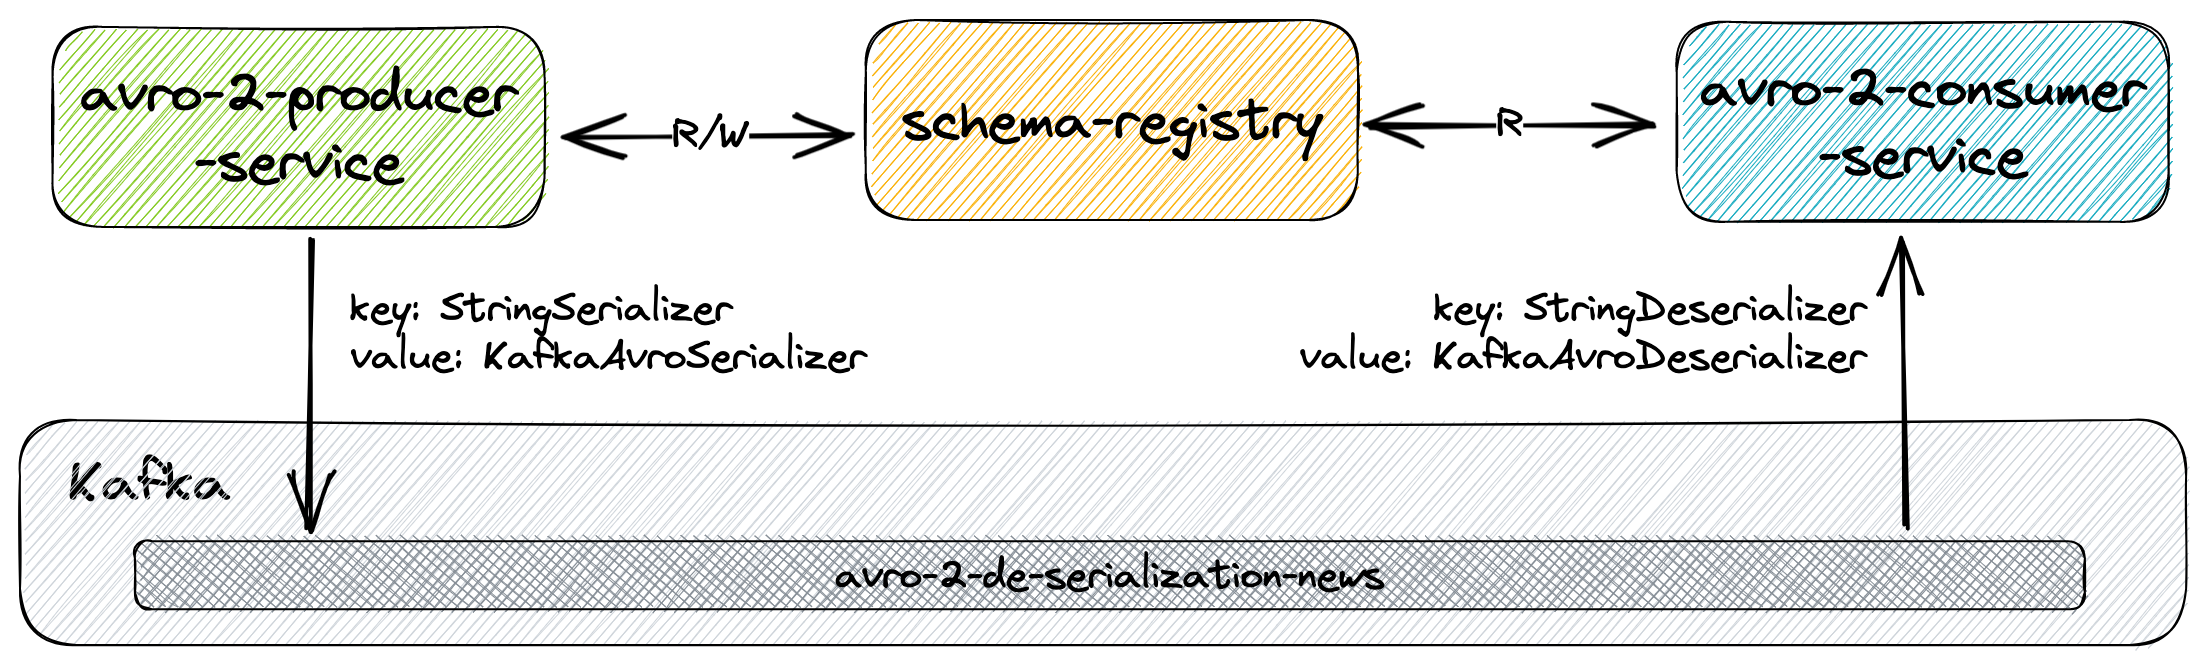 avro-2-producer
-service
R/W
schema-registry
R
avro-2-consumer
-service
key: StringSerializer
value: KafkaAvroSerializer
key: StringDeserializer
value: KafkaAvroDeserializer
Kafka
avro-2-de-serialization-news